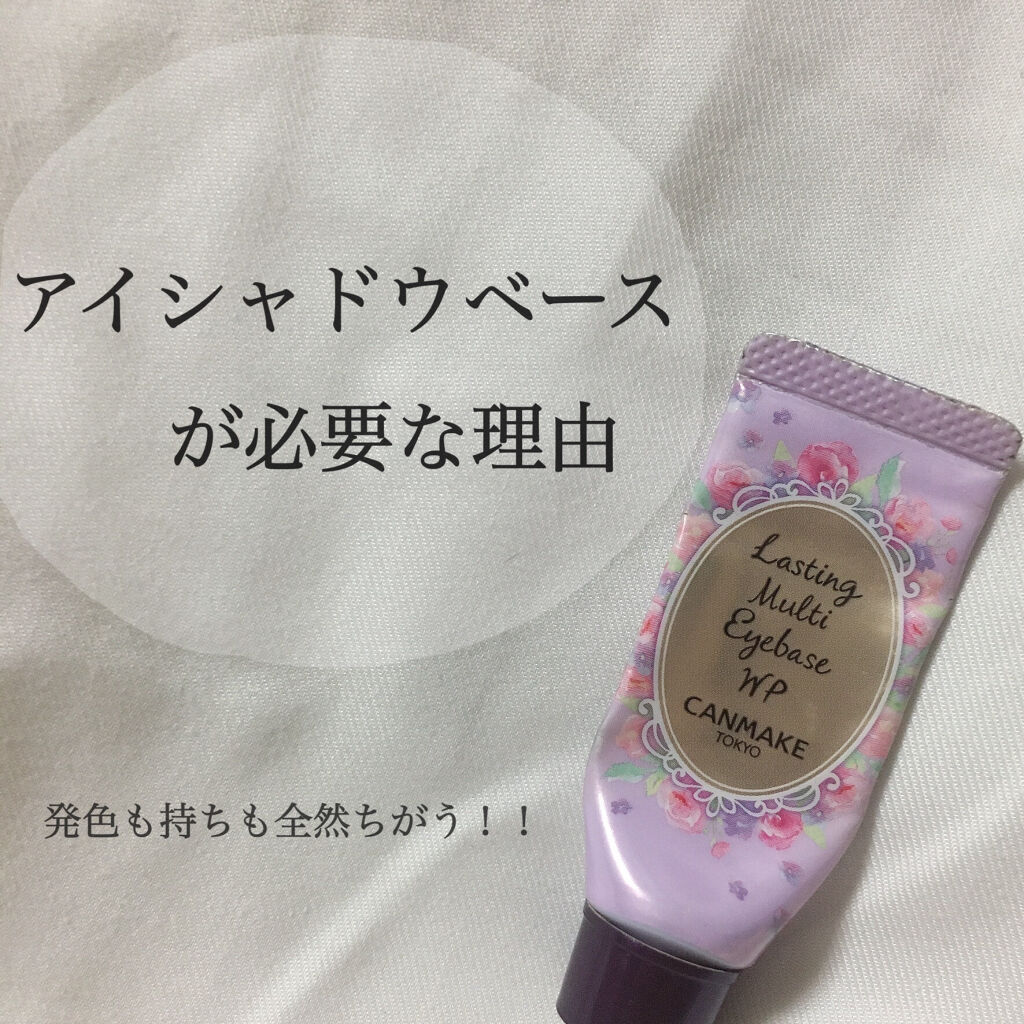 アイシャドウベース
が必要な理由
Lasting
Multi
Eyebase
WP
CANMAKE
TOKYO
発色も持ちも全然ちがう！！